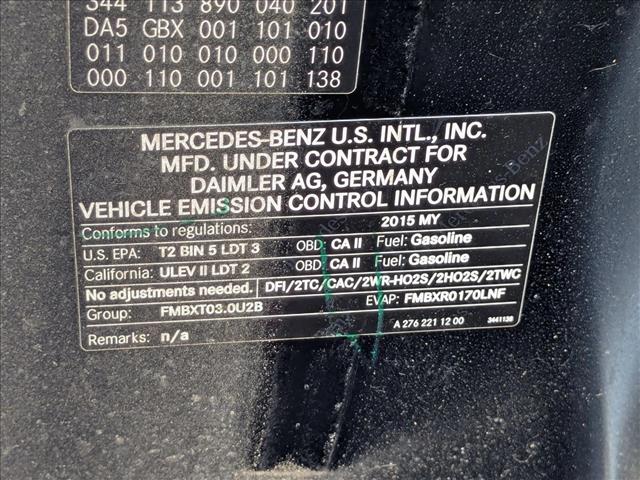 344 113 890 040 201
DA5 GBX 001 101 010
011 010 010 000 110
000 110 001 101 138
MERCEDES-BENZ U.S. INTL., INC.
MFD. UNDER CONTRACT FOR
DAIMLER AG, GERMANY
VEHICLE EMISSION CONTROL INFORMATION
Conforms to regulations: 2015 MY
U.S. EPA: T2 BIN 5 LDT 3 OBD: CA II Fuel: Gasoline
California: ULEV II LDT 2 OBD: CA II Fuel: Gasoline
No adjustments needed. DFI/2TC/CAC/2WR-HO2S/2HO2S/2TWC
Group: FMBXT03.0U2B EVAP: FMBXR0170LNF
Remarks: n/a A 276 221 12 00 3441138